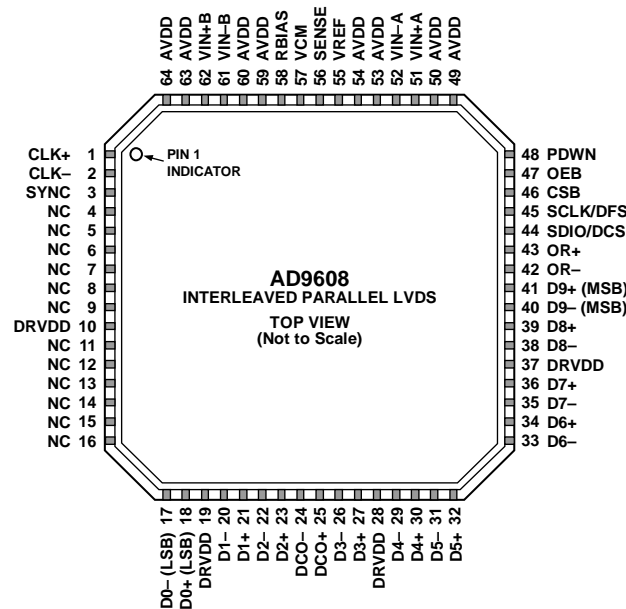 64 AVDD
63 AVDD
62 VIN+B
61 VIN–B
60 AVDD
59 AVDD
58 RBIAS
57 VCM
56 SENSE
55 VREF
54 AVDD
53 AVDD
52 VIN–A
51 VIN+A
50 AVDD
49 AVDD
CLK+ 1
CLK– 2
SYNC 3
NC 4
NC 5
NC 6
NC 7
NC 8
NC 9
DRVDD 10
NC 11
NC 12
NC 13
NC 14
NC 15
NC 16
PIN 1
INDICATOR
AD9608
INTERLEAVED PARALLEL LVDS
TOP VIEW
(Not to Scale)
48 PDWN
47 OEB
46 CSB
45 SCLK/DFS
44 SDIO/DCS
43 OR+
42 OR–
41 D9+ (MSB)
40 D9– (MSB)
39 D8+
38 D8–
37 DRVDD
36 D7+
35 D7–
34 D6+
33 D6–
D0– (LSB) 17
D0+ (LSB) 18
DRVDD 19
D1– 20
D1+ 21
D2– 22
D2+ 23
DCO– 24
DCO+ 25
D3– 26
D3+ 27
DRVDD 28
D4– 29
D4+ 30
D5– 31
D5+ 32